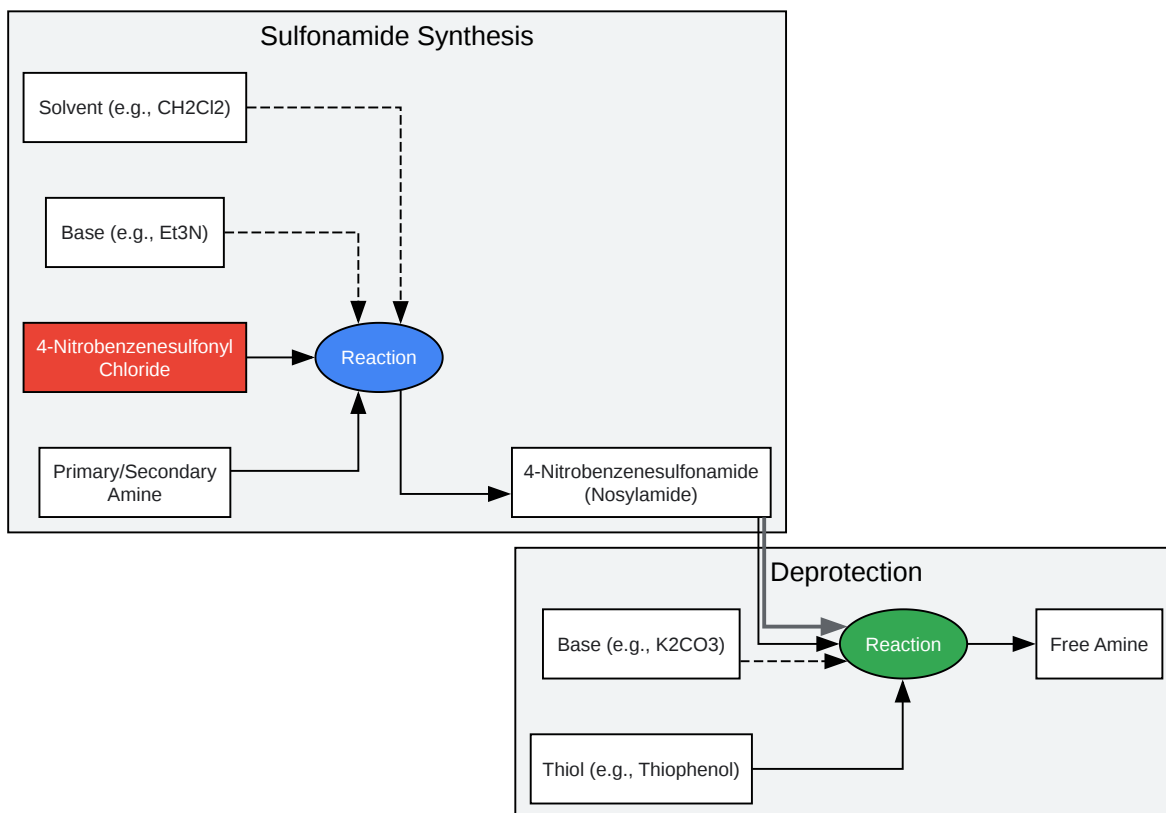 Sulfonamide Synthesis
Solvent (e.g., CH2Cl2)
Base (e.g., Et3N)
4-Nitrobenzenesulfonyl
Chloride
Reaction
Primary/Secondary
Amine
4-Nitrobenzenesulfonamide
(Nosylamide)
Deprotection
Base (e.g., K2CO3)
Reaction
Free Amine
Thiol (e.g., Thiophenol)